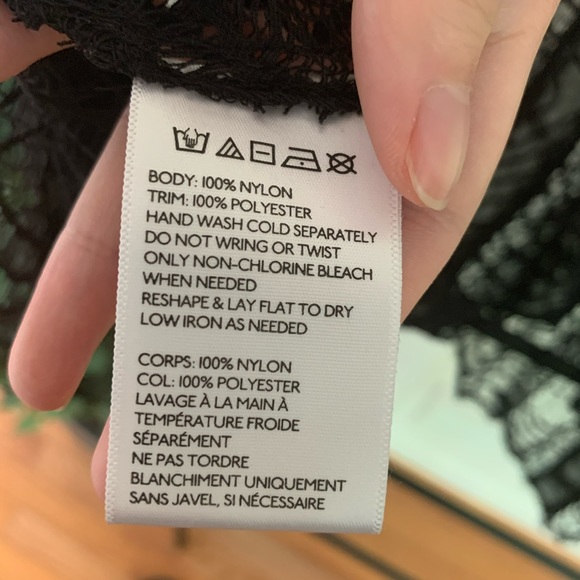 BODY: 100% NYLON
TRIM: 100% POLYESTER
HAND WASH COLD SEPARATELY
DO NOT WRING OR TWIST
ONLY NON-CHLORINE BLEACH
WHEN NEEDED
RESHAPE & LAY FLAT TO DRY
LOW IRON AS NEEDED
CORPS: 100% NYLON
COL: 100% POLYESTER
LAVAGE À LA MAIN À
TEMPÉRATURE FROIDE
SÉPARÉMENT
NE PAS TORDRE
BLANCHIMENT UNIQUEMENT
SANS JAVEL, SI NÉCESSAIRE